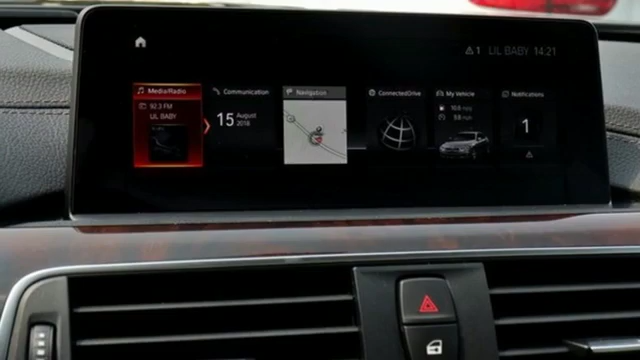 1 LIL BABY 14:21
Media/Radio
92.3 FM
LIL BABY
Communication
15 August
2018
Navigation
ConnectedDrive
My Vehicle
Notifications
1